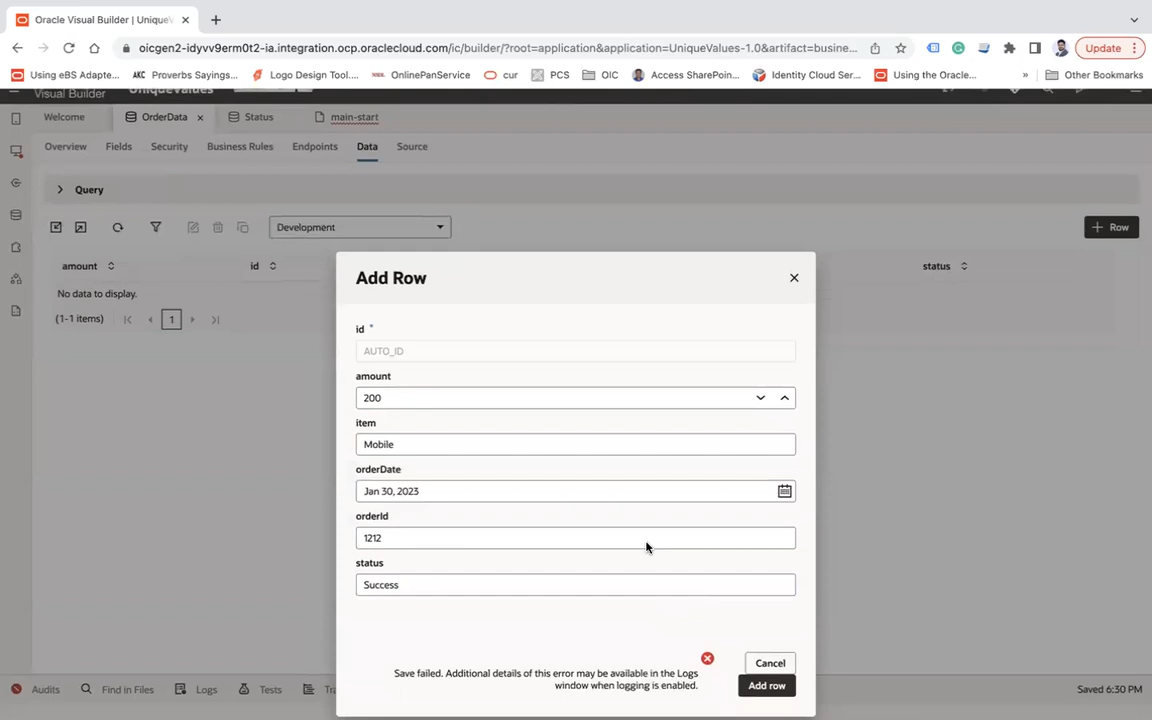 Oracle Visual Builder | UniqueV
oicgen2-idyvv9erm0t2-ia.integration.ocp.oraclecloud.com/ic/builder/?root=application&application=UniqueValues-1.0&artifact=busine...
Update
Using eBS Adapte...
Proverbs Sayings...
Logo Design Tool....
OnlinePanService
cur
PCS
OIC
Access SharePoin...
Identity Cloud Ser...
Using the Oracle...
»
Other Bookmarks
Visual Builder
UniqueValues
Welcome
OrderData
Status
main-start
Overview
Fields
Security
Business Rules
Endpoints
Data
Source
Query
Development
+ Row
amount
id
status
No data to display.
(1-1 items)
1
Add Row
id *
AUTO_ID
amount
200
item
Mobile
orderDate
Jan 30, 2023
orderId
1212
status
Success
Save failed. Additional details of this error may be available in the Logs
window when logging is enabled.
Cancel
Add row
Audits
Find in Files
Logs
Tests
Tra
Saved 6:30 PM